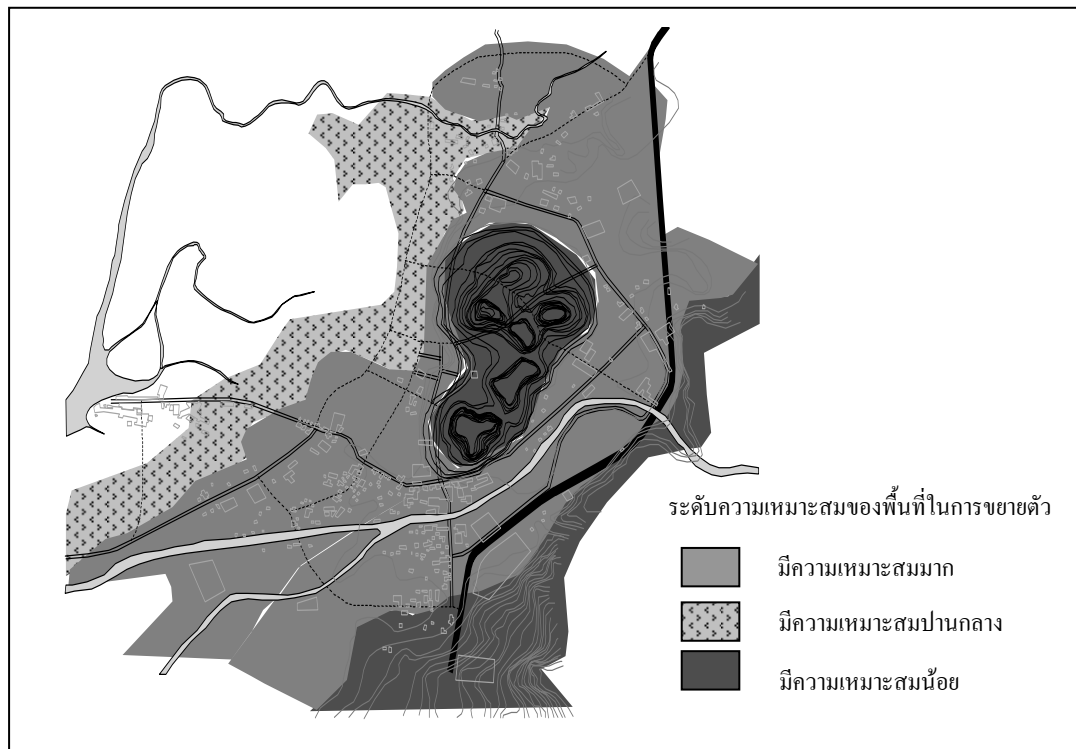 ระดับความเหมาะสมของพื้นที่ในการขยายตัว
มีความเหมาะสมมาก
มีความเหมาะสมปานกลาง
มีความเหมาะสมน้อย